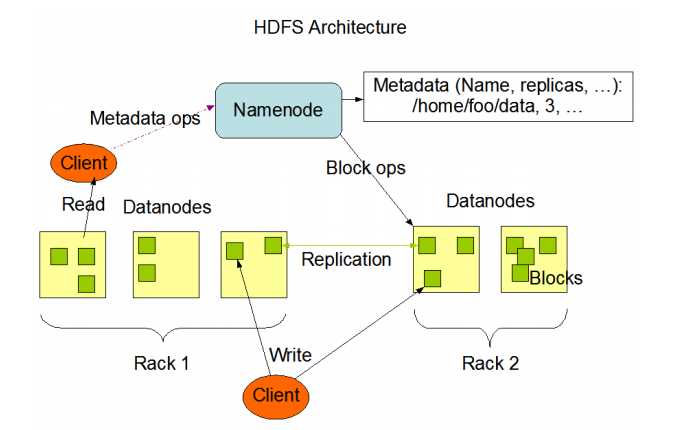 HDFS Architecture
Metadata (Name, replicas, ...):
/home/foo/data, 3, ...
Namenode
Metadata ops
Client
Block ops
Read
Datanodes
Datanodes
Replication
Blocks
Rack 1
Write
Rack 2
Client